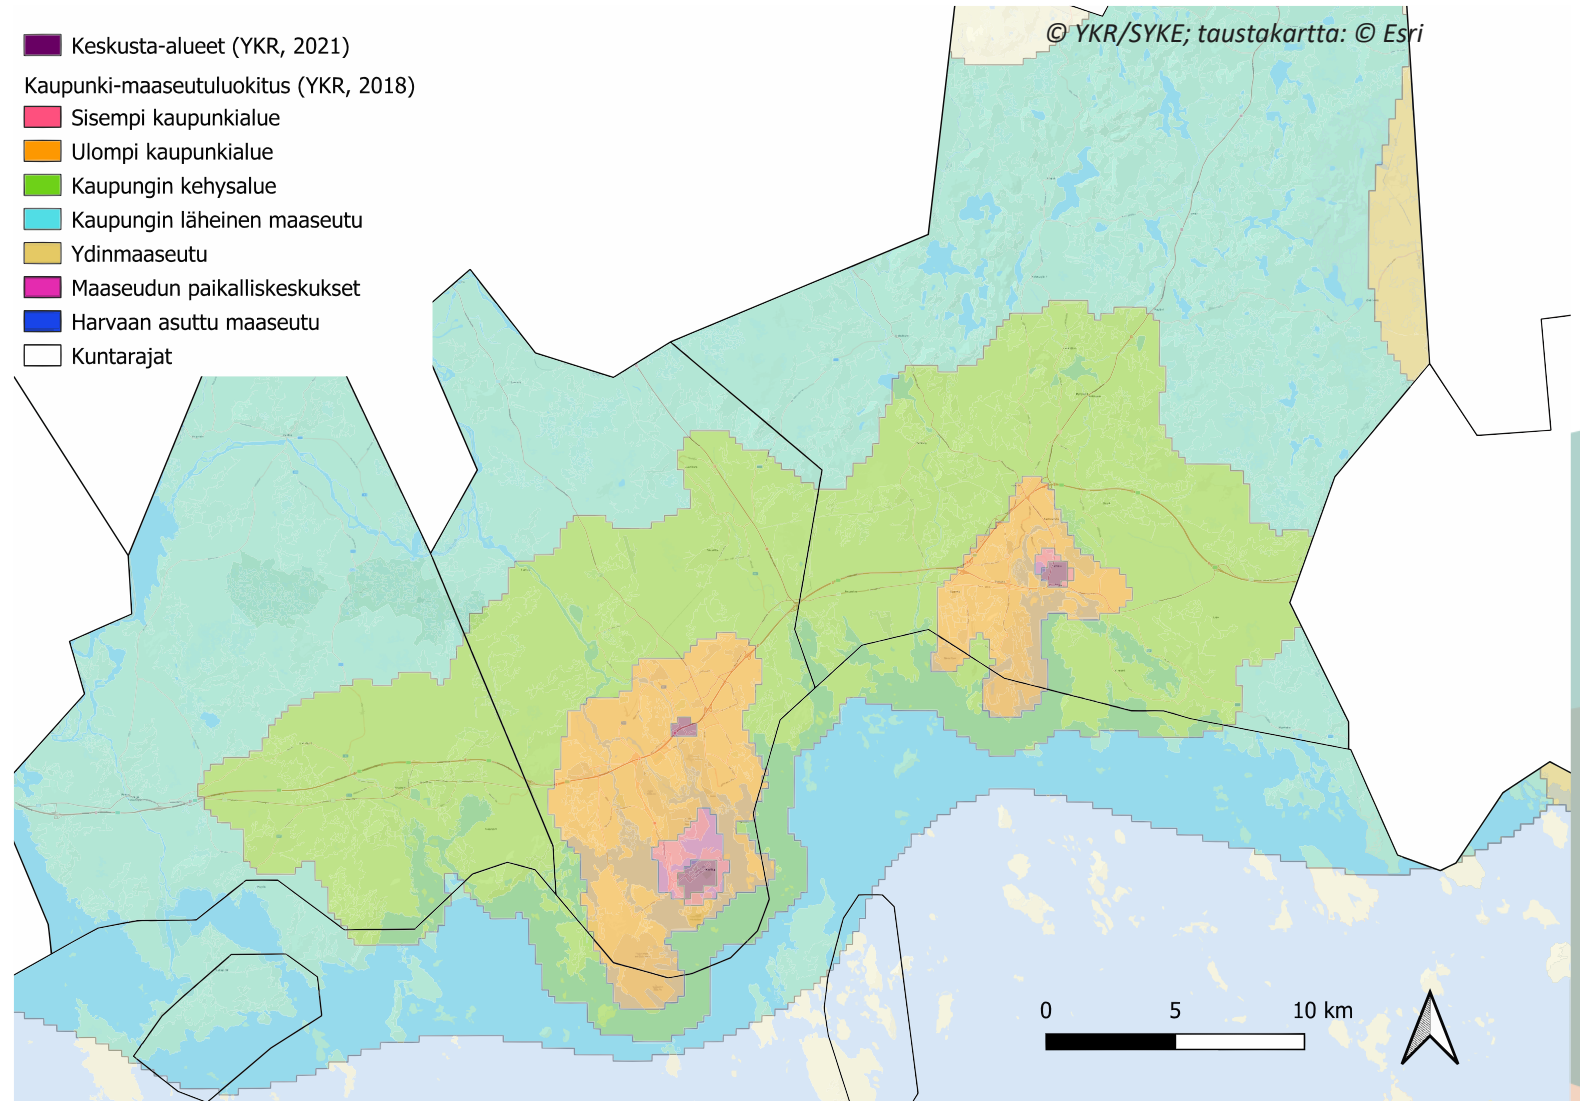 © YKR/SYKE; taustakartta: © Esri
Keskusta-alueet (YKR, 2021)
Kaupunki-maaseutuluokitus (YKR, 2018)
Sisempi kaupunkialue
Ulompi kaupunkialue
Kaupungin kehysalue
Kaupungin läheinen maaseutu
Ydinmaaseutu
Maaseudun paikalliskeskukset
Harvaan asuttu maaseutu
Kuntarajat
0 5 10 km